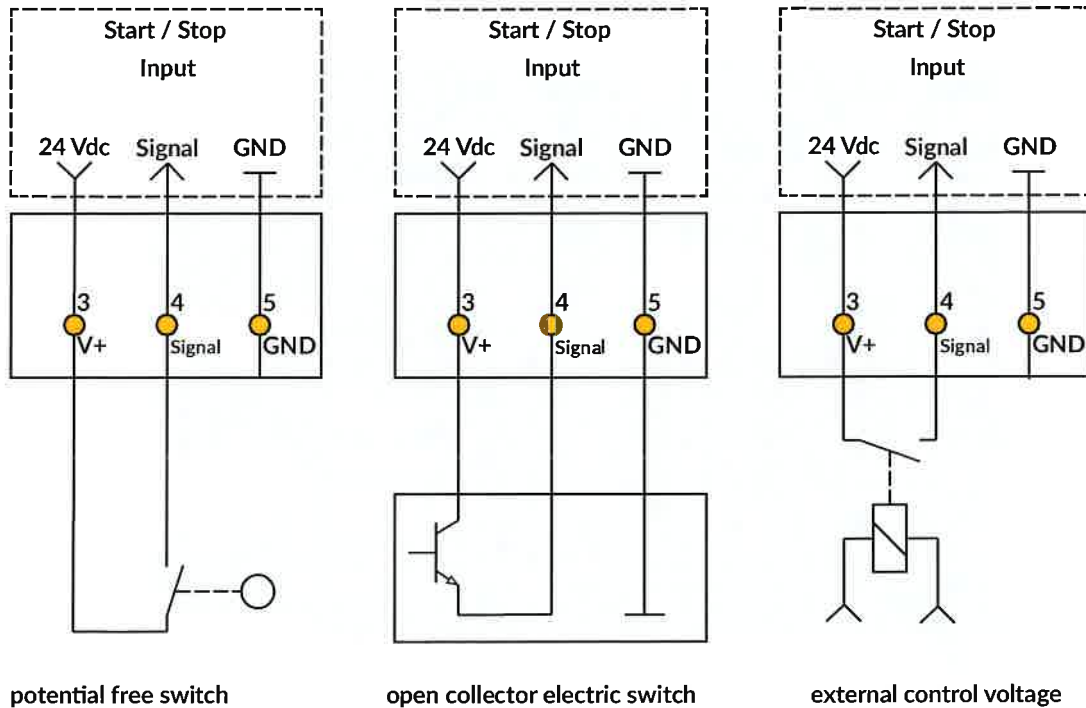 Start / Stop
Input
24 Vdc Signal GND
3 4 5
V+ Signal GND
potential free switch
Start / Stop
Input
24 Vdc Signal GND
3 4 5
V+ Signal GND
open collector electric switch
Start / Stop
Input
24 Vdc Signal GND
3 4 5
V+ Signal GND
external control voltage